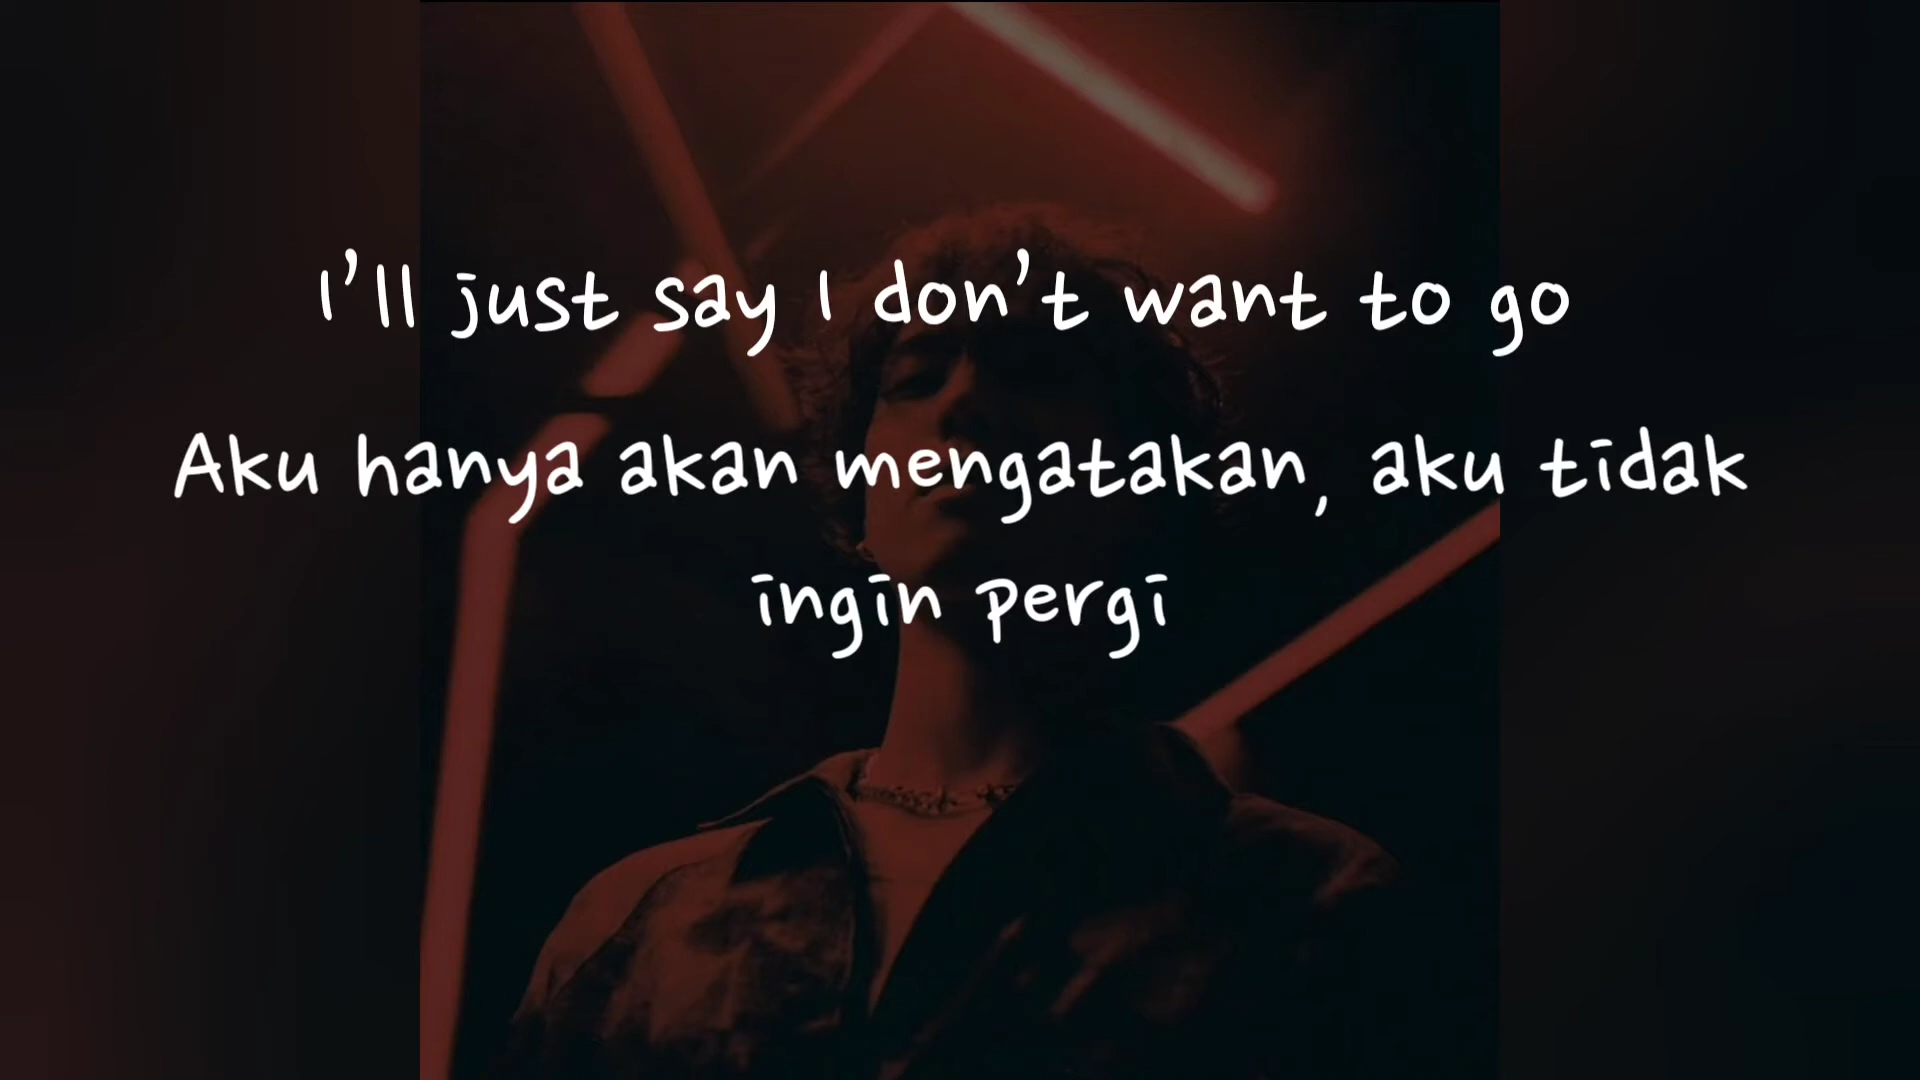 I'll just say I don't want to go
Aku hanya akan mengatakan, aku tidak
ingin pergi